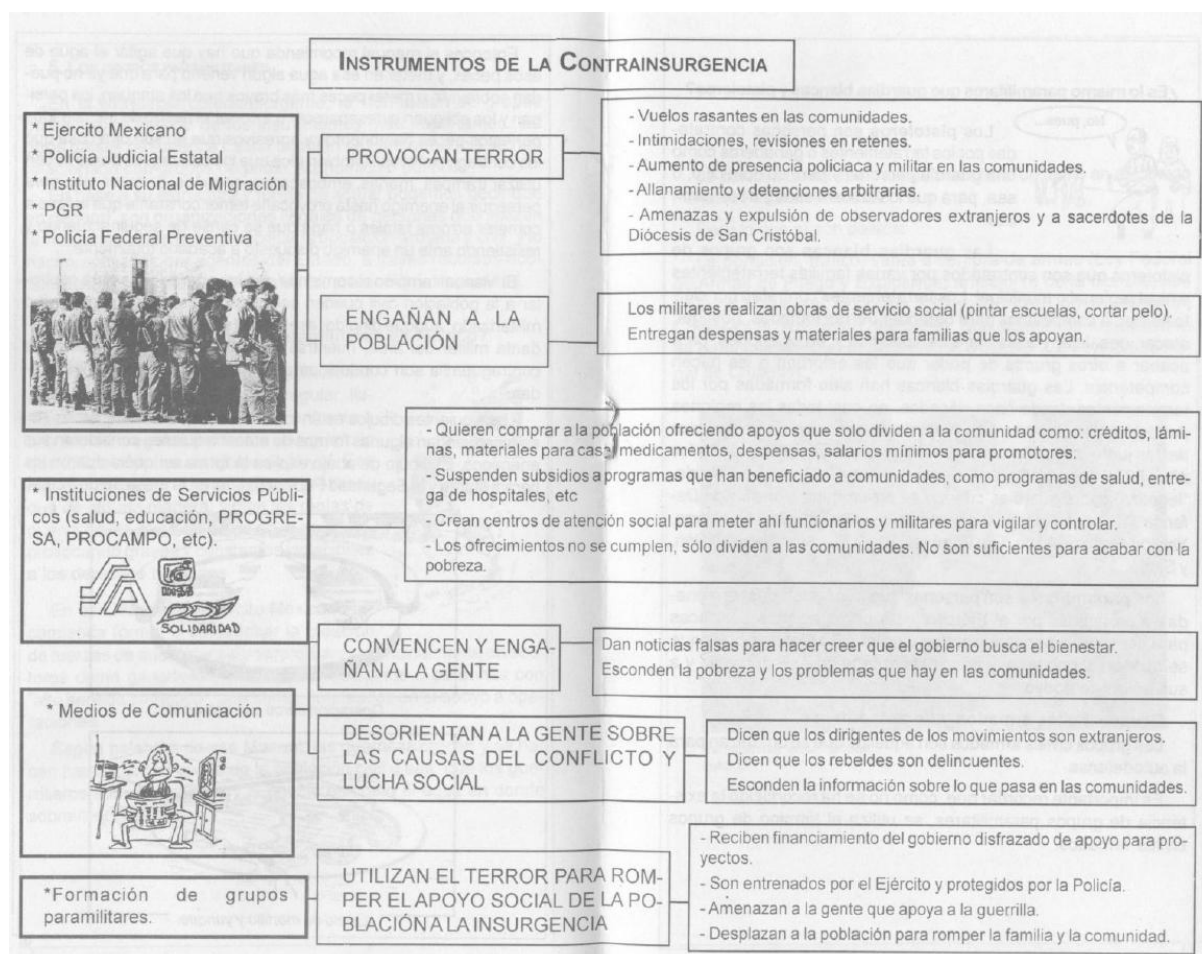 INSTRUMENTOS DE LA CONTRAINSURGENCIA
* Ejercito Mexicano
* Policía Judicial Estatal
* Instituto Nacional de Migración
* PGR
* Policía Federal Preventiva
PROVOCAN TERROR
- Vuelos rasantes en las comunidades.
- Intimidaciones, revisiones en retenes.
- Aumento de presencia policiaca y militar en las comunidades.
- Allanamiento y detenciones arbitrarias.
- Amenazas y expulsión de observadores extranjeros y a sacerdotes de la
Diócesis de San Cristóbal
ENGAÑAN A LA
POBLACIÓN
Los militares realizan obras de servicio social (pintar escuelas, cortar pelo).
Entregan despensas y materiales para familias que los apoyan.
* Instituciones de Servicios Públi-
cos (salud, educación, PROGRE-
SA, PROCAMPO, etc).
SOLIDARIDAD
- Quieren comprar a la población ofreciendo apoyos que solo dividen a la comunidad como: créditos, lámi-
nas, materiales para casa, medicamentos, despensas, salarios mínimos para promotores.
- Suspenden los subsidios a programas que han beneficiado a comunidades, como programas de salud, entre-
ga de hospitales, etc
- Crean centros de atención social para meter ahí funcionarios y militares para vigilar y controlar.
- Los ofrecimientos no se cumplen, sólo dividen a las comunidades. No son suficientes para acabar con la
pobreza.
CONVENCEN Y ENGA-
ÑAN A LA GENTE
Dan noticias falsas para hacer creer que el gobierno busca el bienestar.
Esconden la pobreza y los problemas que hay en las comunidades.
* Medios de Comunicación
DESORIENTAN A LA GENTE SOBRE
LAS CAUSAS DEL CONFLICTO Y
LUCHA SOCIAL
Dicen que los dirigentes de los movimientos son extranjeros.
Dicen que los rebeldes son delincuentes.
Esconden la información sobre lo que pasa en las comunidades.
*Formación de grupos
paramilitares.
UTILIZAN EL TERROR PARA ROM-
PER EL APOYO SOCIAL DE LA PO-
BLACIÓN A LA INSURGENCIA
- Reciben financiamiento del gobierno disfrazado de apoyo para pro-
yectos.
- Son entrenados por el Ejército y protegidos por la Policía.
- Amenazan a la gente que apoya a la guerrilla.
- Desplazan a la población para romper la familia y la comunidad.